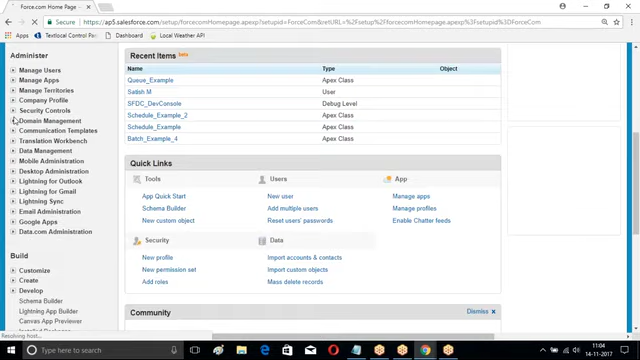 Force.com Home Page
https://ap5.salesforce.com/setup/forcecomHomepage.apexp?setupid=ForceCom&retURL=%2Fsetup%2FforcecomHomepage.apexp%3Fsetupid%3DForceCom
Apps
Textlocal Control Pan
Dashboard
Local Weather API
Administer
Manage Users
Manage Apps
Manage Territories
Company Profile
Security Controls
Domain Management
Communication Templates
Translation Workbench
Data Management
Mobile Administration
Desktop Administration
Lightning for Outlook
Lightning for Gmail
Lightning Sync
Email Administration
Google Apps
Data.com Administration
Build
Customize
Create
Develop
Schema Builder
Lightning App Builder
Canvas App Previewer
Installed Packages
Resolving host...
Recent Items
Name Type Object
Queue_Example Apex Class
Satish M User
SFDC_DevConsole Debug Level
Schedule_Example_2 Apex Class
Schedule_Example Apex Class
Batch_Example_4 Apex Class
Quick Links
Tools Users App
App Quick Start New user Manage apps
Schema Builder Add multiple users Manage profiles
New custom object Reset users' passwords Enable Chatter feeds
Security Data
New profile Import accounts & contacts
New permission set Import custom objects
Add roles Mass delete records
Community Dismiss x
Type here to search
11:04
14-11-2017